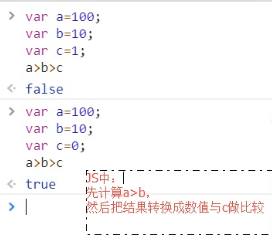 > var a=100;
var b=10;
var c=1;
a>b>c
false
> var a=100;
var b=10;
var c=0;
a>b>c
true
>
JS中:
先计算a>b,
然后把结果转换成数值与c做比较